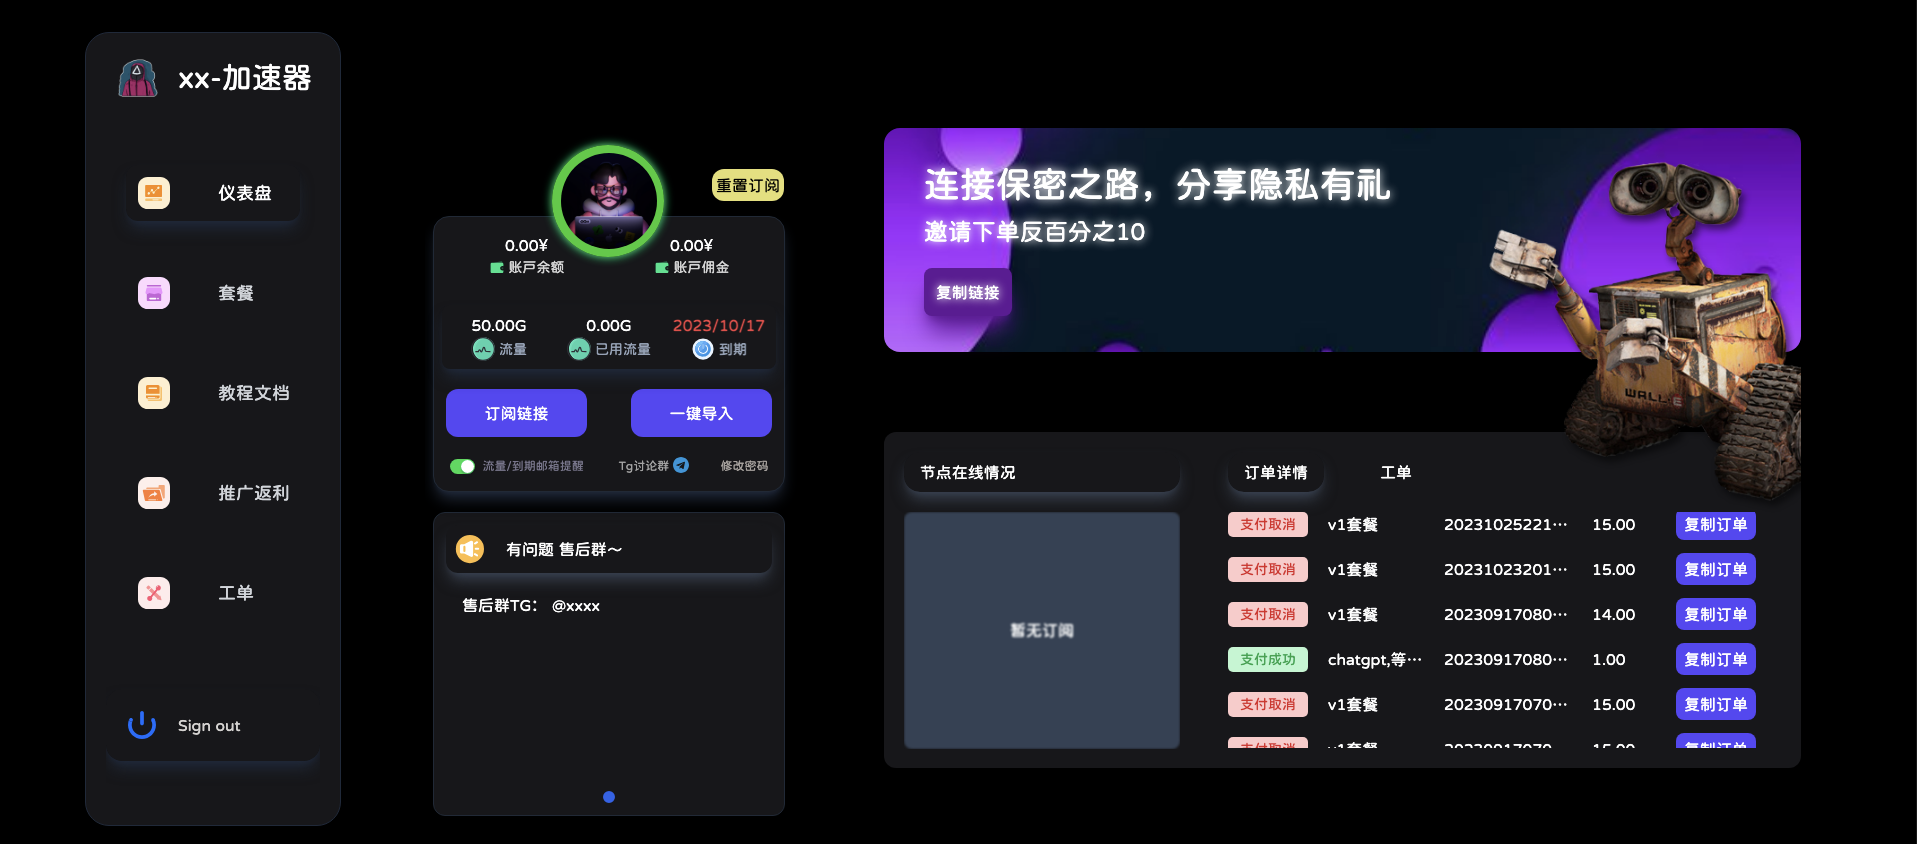 xx-加速器
仪表盘
套餐
教程文档
推广返利
工单
Sign out
重置订阅
0.00¥
账戸余额
0.00¥
账戸佣金
50.00G
流量
0.00G
已用流量
2023/10/17
到期
订阅链接
一键导入
流量/到期邮箱提醒
Tg讨论群
修改密码
有问题 售后群～
售后群TG： @xxxx
连接保密之路，分享隐私有礼
邀请下单反百分之10
复制链接
WALL·E
节点在线情况
暂无订阅
订单详情 工单
支付取消 v1套餐 20231025221··· 15.00 复制订单
支付取消 v1套餐 20231023201··· 15.00 复制订单
支付取消 v1套餐 20230917080··· 14.00 复制订单
支付成功 chatgpt,等··· 20230917080··· 1.00 复制订单
支付取消 v1套餐 20230917070··· 15.00 复制订单